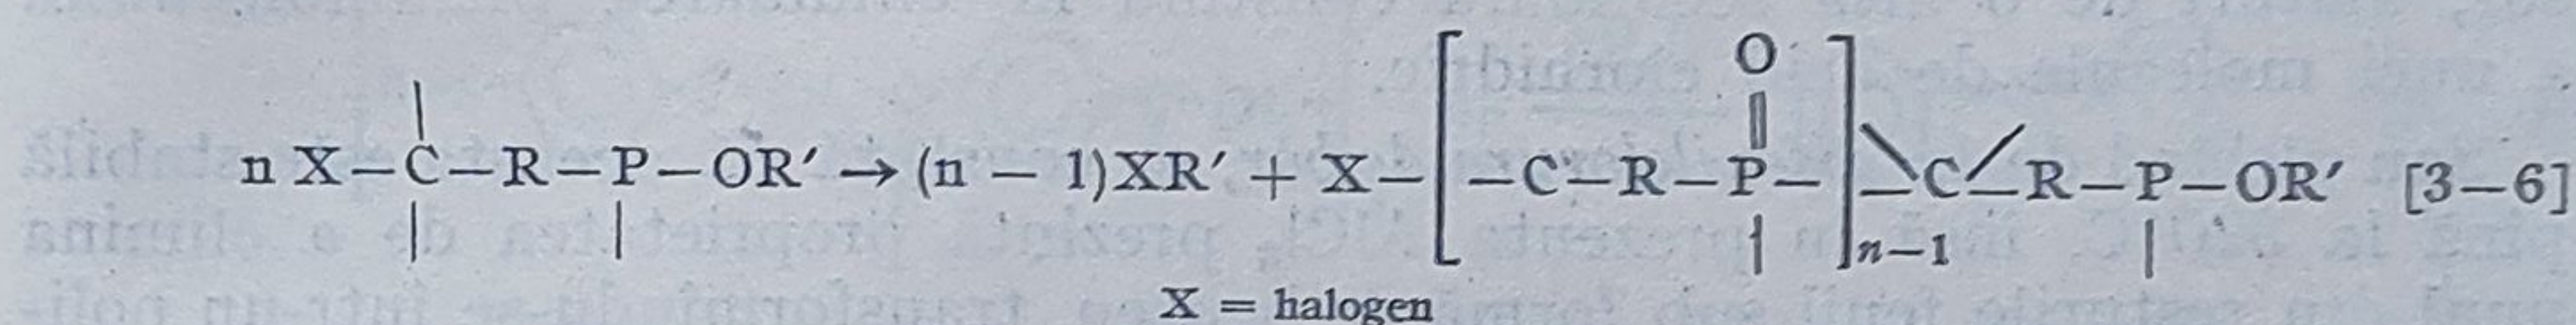 O
n X—C—R—P—OR′ → (n — 1)XR′ + X—[—C—R—P—]n—1 C—R—P—OR′ [3—6]
X = halogen